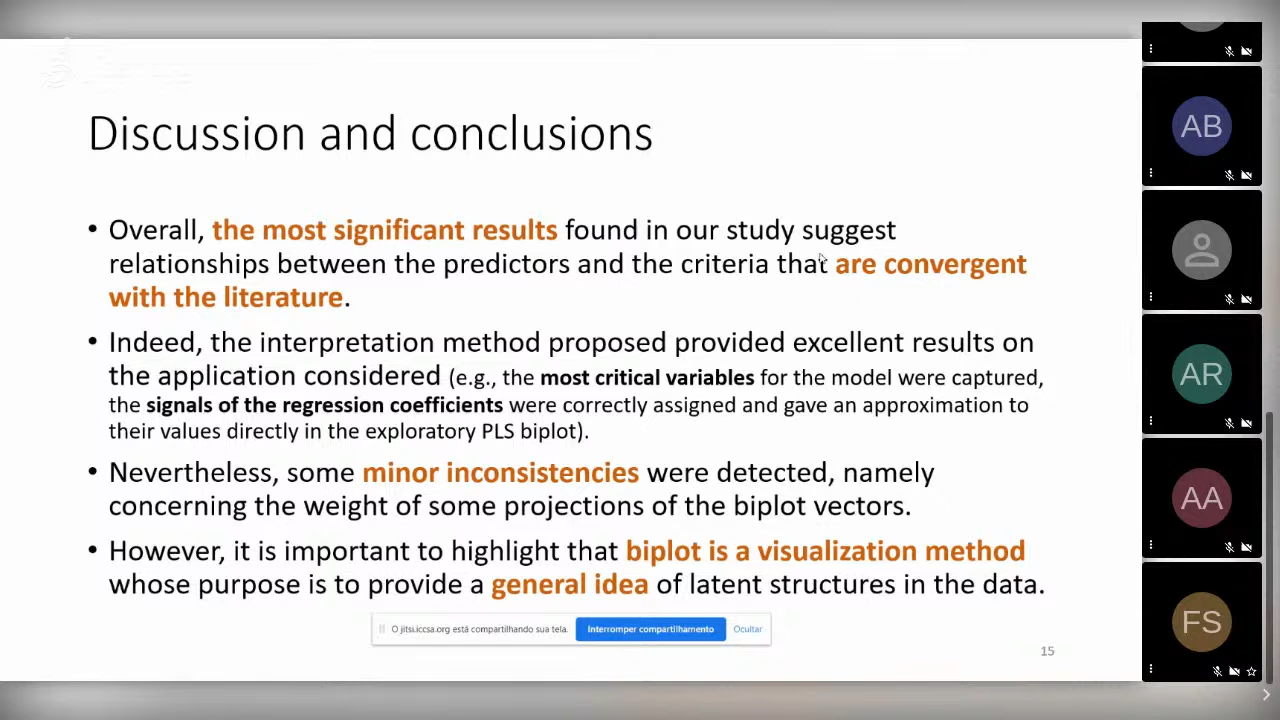 Discussion and conclusions
• Overall, the most significant results found in our study suggest
relationships between the predictors and the criteria that are convergent
with the literature.
• Indeed, the interpretation method proposed provided excellent results on
the application considered (e.g., the most critical variables for the model were captured,
the signals of the regression coefficients were correctly assigned and gave an approximation to
their values directly in the exploratory PLS biplot).
• Nevertheless, some minor inconsistencies were detected, namely
concerning the weight of some projections of the biplot vectors.
• However, it is important to highlight that biplot is a visualization method
whose purpose is to provide a general idea of latent structures in the data.
O jitsi.iccsa.org está compartilhando sua tela. Interromper compartilhamento Ocultar
15
AB
AR
AA
FS